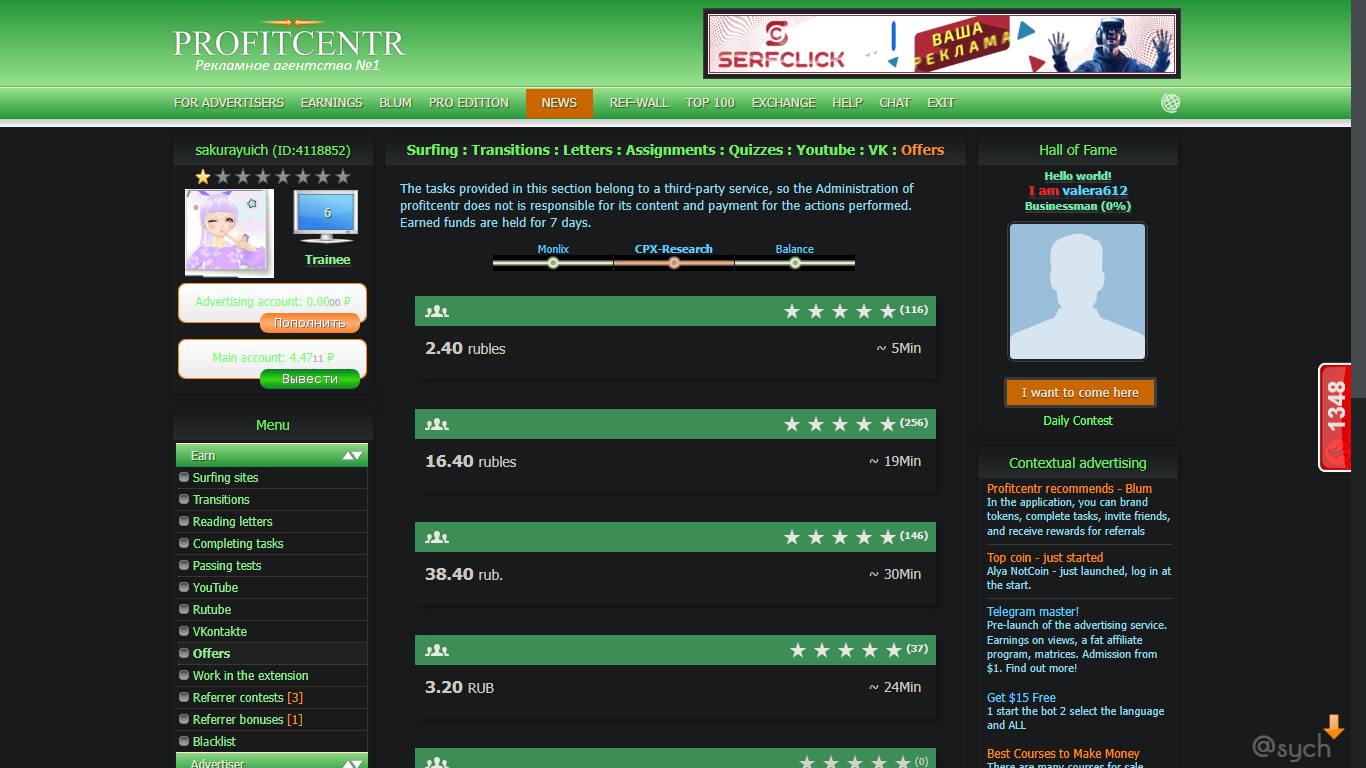 PROFITCENTR
Рекламное агентство №1
SERFCLICK
ВАША
РЕКЛАМА
FOR ADVERTISERS EARNINGS BLUM PRO EDITION NEWS REF-WALL TOP 100 EXCHANGE HELP CHAT EXIT
sakurayuich (ID:4118852)
6
Trainee
Advertising account: 0.0000 ₽
Пополнить
Main account: 4.4711 ₽
Вывести
Menu
Earn
Surfing sites
Transitions
Reading letters
Completing tasks
Passing tests
YouTube
Rutube
VKontakte
Offers
Work in the extension
Referrer contests [3]
Referrer bonuses [1]
Blacklist
Advertiser
Surfing : Transitions : Letters : Assignments : Quizzes : Youtube : VK : Offers
The tasks provided in this section belong to a third-party service, so the Administration of
profitcentr does not is responsible for its content and payment for the actions performed.
Earned funds are held for 7 days.
Monlix CPX-Research Balance
(116)
2.40 rubles ~ 5Min
(256)
16.40 rubles ~ 19Min
(146)
38.40 rub. ~ 30Min
(37)
3.20 RUB ~ 24Min
(0)
Hall of Fame
Hello world!
I am valera612
Businessman (0%)
I want to come here
Daily Contest
Contextual advertising
Profitcentr recommends - Blum
In the application, you can brand
tokens, complete tasks, invite friends,
and receive rewards for referrals
Top coin - just started
Alya NotCoin - just launched, log in at
the start.
Telegram master!
Pre-launch of the advertising service.
Earnings on views, a fat affiliate
program, matrices. Admission from
$1. Find out more!
Get $15 Free
1 start the bot 2 select the language
and ALL
Best Courses to Make Money
There are many courses for sale
1348
@sych